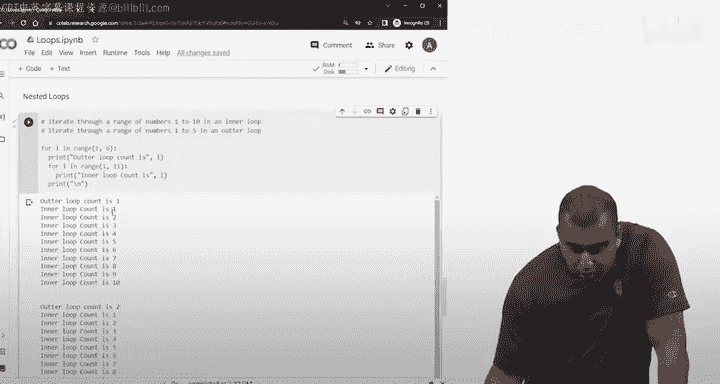 Loops.ipynb
File Edit View Insert Runtime Tools Help All changes saved
Comment
Share
A
+ Code + Text
RAM
Disk
Editing
Nested Loops
# Iterate through a range of numbers 1 to 10 in an inner loop
# Iterate through a range of numbers 1 to 5 in an outer loop
for i in range(1, 6):
print("Outter loop count is", i)
for i in range(1, 11):
print("Inner loop Count is", i)
print("\n")
Outter loop count is 1
Inner loop Count is 1
Inner loop Count is 2
Inner loop Count is 3
Inner loop Count is 4
Inner loop Count is 5
Inner loop Count is 6
Inner loop Count is 7
Inner loop Count is 8
Inner loop Count is 9
Inner loop Count is 10
Outter loop count is 2
Inner loop Count is 1
Inner loop Count is 2
Inner loop Count is 3
Inner loop Count is 4
Inner loop Count is 5
Inner loop Count is 6
Inner loop Count is 7
Inner loop Count is 8